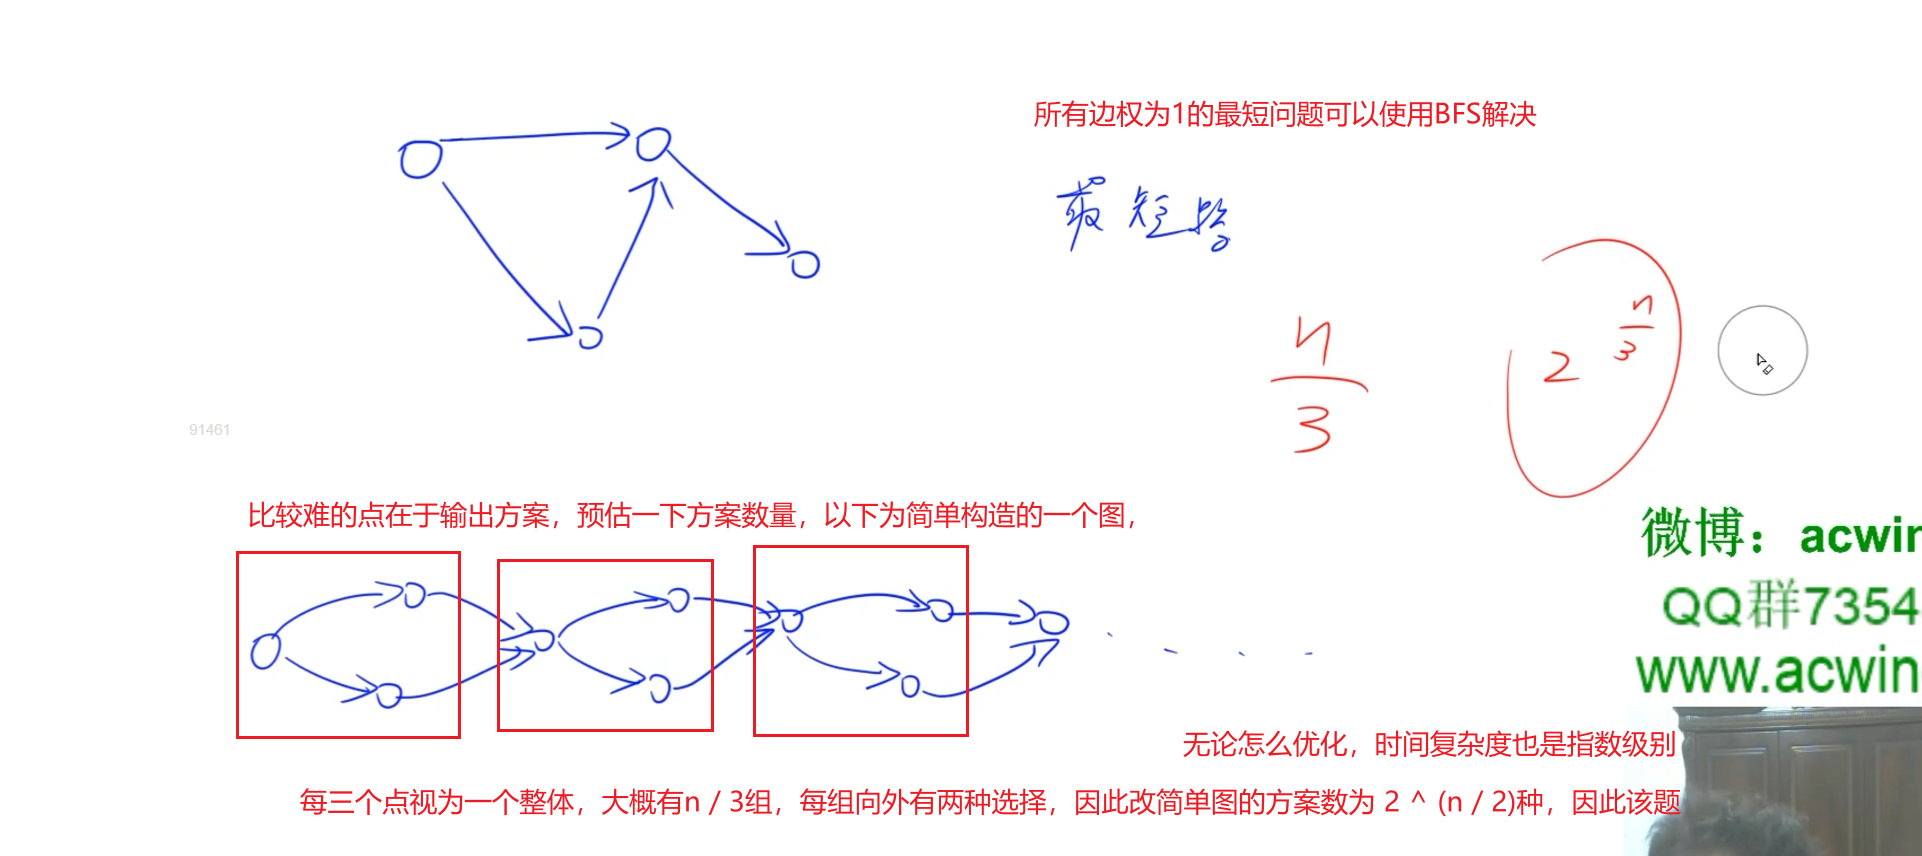 所有边权为1的最短问题可以使用BFS解决
最短路
n
3
2
n
3
91461
比较难的点在于输出方案，预估一下方案数量，以下为简单构造的一个图，
微博：acwin
QQ群7354
www.acwin
无论怎么优化，时间复杂度也是指数级别
每三个点视为一个整体，大概有n / 3组，每组向外有两种选择，因此改简单图的方案数为 2 ^ (n / 2)种，因此该题